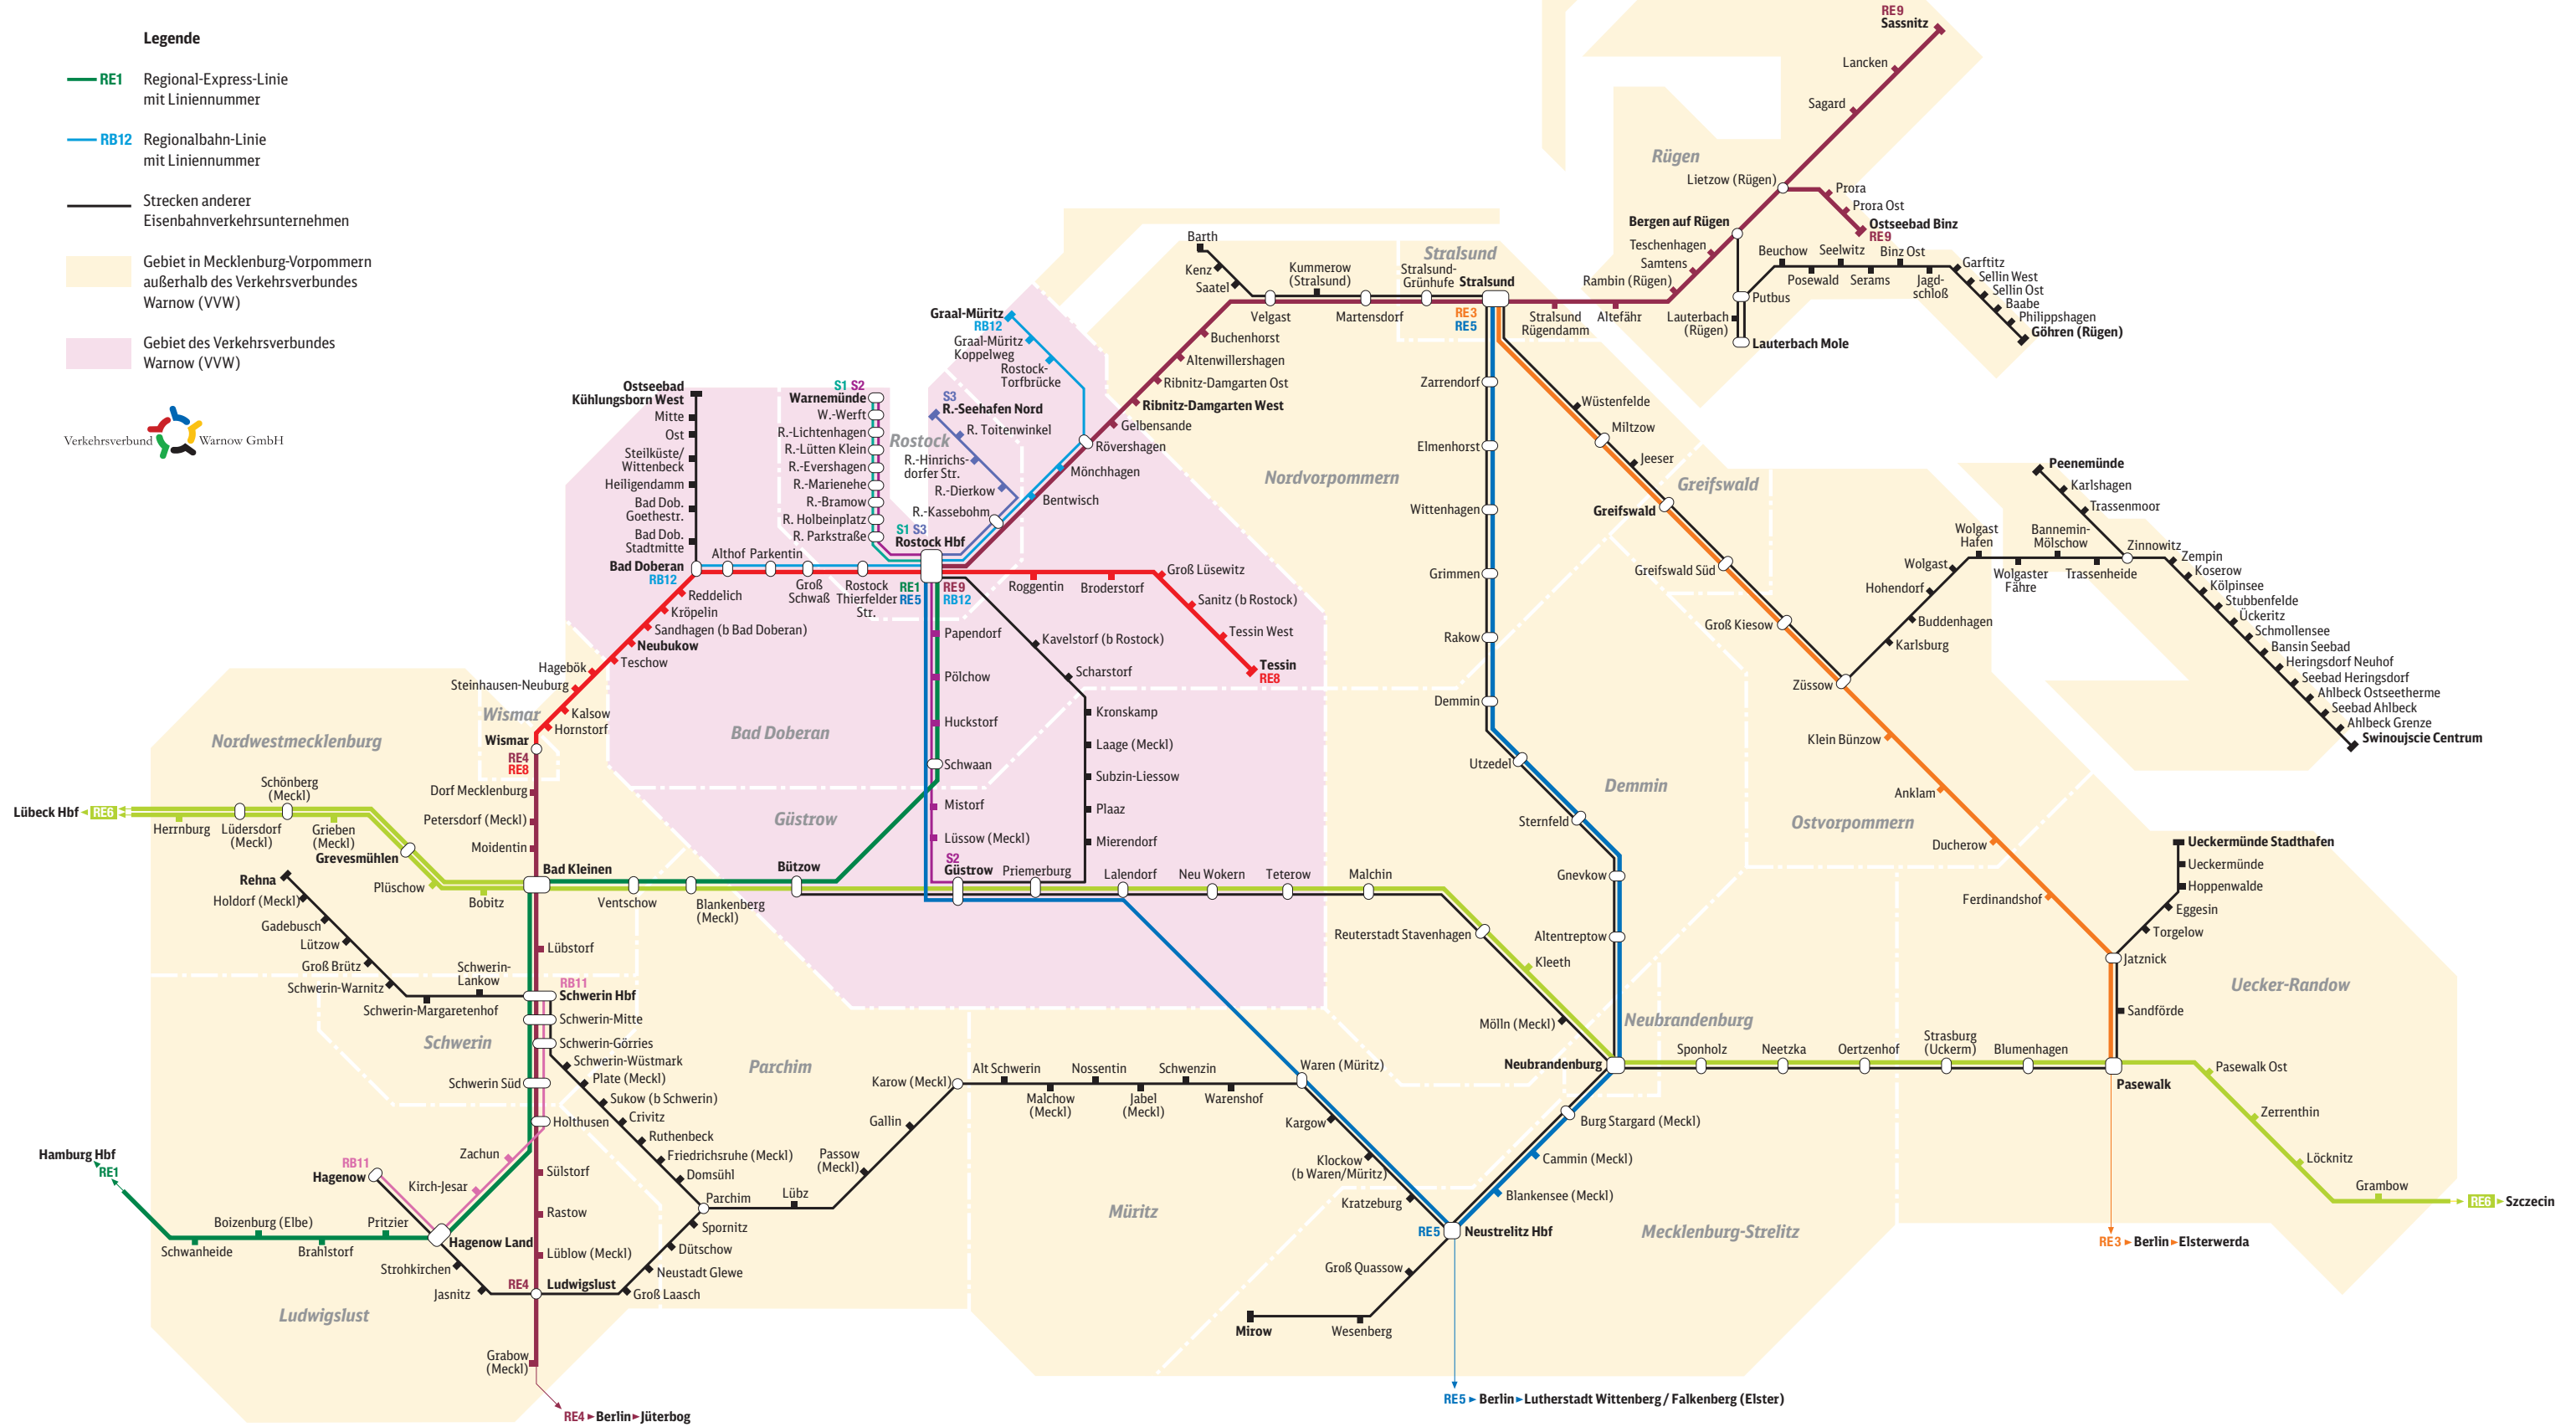 Legende
RE1
Regional-Express-Linie
mit Liniennummer
RB12
Regionalbahn-Linie
mit Liniennummer
Strecken anderer
Eisenbahnverkehrsunternehmen
Gebiet in Mecklenburg-Vorpommern
außerhalb des Verkehrsverbundes
Warnow (VVW)
Gebiet des Verkehrsverbundes
Warnow (VVW)
Verkehrsverbund Warnow GmbH
RE9
Sassnitz
Lancken
Sagard
Rügen
Lietzow (Rügen)
Prora
Prora Ost
Ostseebad Binz
RE9
Bergen auf Rügen
Teschenhagen
Samtens
Rambin (Rügen)
Beuchow
Seelwitz
Binz Ost
Posewald
Serams
Jagd-
schloß
Garftitz
Sellin West
Sellin Ost
Baabe
Philippshagen
Göhren (Rügen)
Putbus
Lauterbach
(Rügen)
Lauterbach Mole
Altefähr
Stralsund
Rügendamm
Stralsund
Stralsund
RE3
RE5
Stralsund-
Grünhufe
Martensdorf
Kummerow
(Stralsund)
Velgast
Barth
Kenz
Saatel
Buchenhorst
Altenwillershagen
Ribnitz-Damgarten Ost
Ribnitz-Damgarten West
Gelbensande
Rövershagen
Mönchhagen
Bentwisch
Graal-Müritz
RB12
Graal-Müritz
Koppelweg
Rostock-
Torfbrücke
S3
R.-Seehafen Nord
R. Toitenwinkel
R.-Hinrichs-
dorfer Str.
R.-Dierkow
R.-Kassebohm
Rostock
S1 S2
Warnemünde
W.-Werft
R.-Lichtenhagen
R.-Lütten Klein
R.-Evershagen
R.-Marienehe
R.-Bramow
R. Holbeinplatz
R. Parkstraße
S1 S3
Rostock Hbf
RE1
RE5
RE9
RB12
Ostseebad
Kühlungsborn West
Mitte
Ost
Steilküste/
Wittenbeck
Heiligendamm
Bad Dob.
Goethestr.
Bad Dob.
Stadtmitte
Bad Doberan
RB12
Althof
Parkentin
Groß
Schwaß
Rostock
Thierfelder
Str.
Reddelich
Kröpelin
Sandhagen (b Bad Doberan)
Neubukow
Teschow
Hagebök
Steinhausen-Neuburg
Kalsow
Hornstorf
Wismar
Wismar
RE4
RE8
Roggentin
Broderstorf
Groß Lüsewitz
Sanitz (b Rostock)
Tessin West
Tessin
RE8
Kavelstorf (b Rostock)
Scharstorf
Kronskamp
Laage (Meckl)
Subzin-Liessow
Plaaz
Mierendorf
Papendorf
Pölchow
Huckstorf
Schwaan
Mistorf
Lüssow (Meckl)
S2
Güstrow
Bad Doberan
Güstrow
Nordvorpommern
Zarrendorf
Elmenhorst
Wittenhagen
Grimmen
Rakow
Demmin
Utzedel
Sternfeld
Gnevkow
Altentreptow
Demmin
Wüstenfelde
Miltzow
Jeeser
Greifswald
Greifswald
Greifswald Süd
Groß Kiesow
Züssow
Klein Bünzow
Anklam
Ducherow
Ferdinandshof
Jatznick
Sandförde
Ostvorpommern
Karlsburg
Buddenhagen
Hohendorf
Wolgast
Wolgast
Hafen
Wolgaster
Fähre
Bannemin-
Mölschow
Trassenheide
Zinnowitz
Trassenmoor
Karlshagen
Peenemünde
Zempin
Koserow
Kölpinsee
Stubbenfelde
Ückeritz
Schmollensee
Bansin Seebad
Heringsdorf Neuhof
Seebad Heringsdorf
Ahlbeck Ostseetherme
Seebad Ahlbeck
Ahlbeck Grenze
Swinoujscie Centrum
Ueckermünde Stadthafen
Ueckermünde
Hoppenwalde
Eggesin
Torgelow
Uecker-Randow
Nordwestmecklenburg
Lübeck Hbf
RE6
Herrnburg
Lüdersdorf
(Meckl)
Schönberg
(Meckl)
Grieben
(Meckl)
Grevesmühlen
Plüschow
Bobitz
Dorf Mecklenburg
Petersdorf (Meckl)
Moidentin
Bad Kleinen
Ventschow
Blankenberg
(Meckl)
Bützow
Priemerburg
Lalendorf
Neu Wokern
Teterow
Malchin
Reuterstadt Stavenhagen
Kleeth
Mölln (Meckl)
Neubrandenburg
Neubrandenburg
Sponholz
Neetzka
Oertzenhof
Strasburg
(Uckerm)
Blumenhagen
Pasewalk
Pasewalk Ost
Zerrenthin
Löcknitz
Grambow
RE6
Szczecin
RE3
Berlin
Elsterwerda
Rehna
Holdorf (Meckl)
Gadebusch
Lützow
Groß Brütz
Schwerin-Warnitz
Schwerin-Margaretenhof
Schwerin-
Lankow
Lübstorf
RB11
Schwerin Hbf
Schwerin-Mitte
Schwerin-Görries
Schwerin-Wüstmark
Plate (Meckl)
Sukow (b Schwerin)
Crivitz
Ruthenbeck
Friedrichsruhe (Meckl)
Domsühl
Parchim
Schwerin
Schwerin Süd
Holthusen
Zachun
Kirch-Jesar
Sülstorf
Rastow
Lüblow (Meckl)
RE4
Ludwigslust
Grabow
(Meckl)
RE4
Berlin
Jüterbog
Hamburg Hbf
RE1
Schwanheide
Boizenburg (Elbe)
Brahlstorf
Pritzier
RB11
Hagenow
Hagenow Land
Strohkirchen
Jasnitz
Ludwigslust
Groß Laasch
Neustadt Glewe
Dütschow
Spornitz
Parchim
Lübz
Passow
(Meckl)
Gallin
Karow (Meckl)
Alt Schwerin
Malchow
(Meckl)
Nossentin
Jabel
(Meckl)
Schwenzin
Warenshof
Waren (Müritz)
Kargow
Klockow
(b Waren/Müritz)
Kratzeburg
Müritz
RE5
Neustrelitz Hbf
Burg Stargard (Meckl)
Cammin (Meckl)
Blankensee (Meckl)
Mecklenburg-Strelitz
Groß Quassow
Wesenberg
Mirow
RE5
Berlin
Lutherstadt Wittenberg / Falkenberg (Elster)